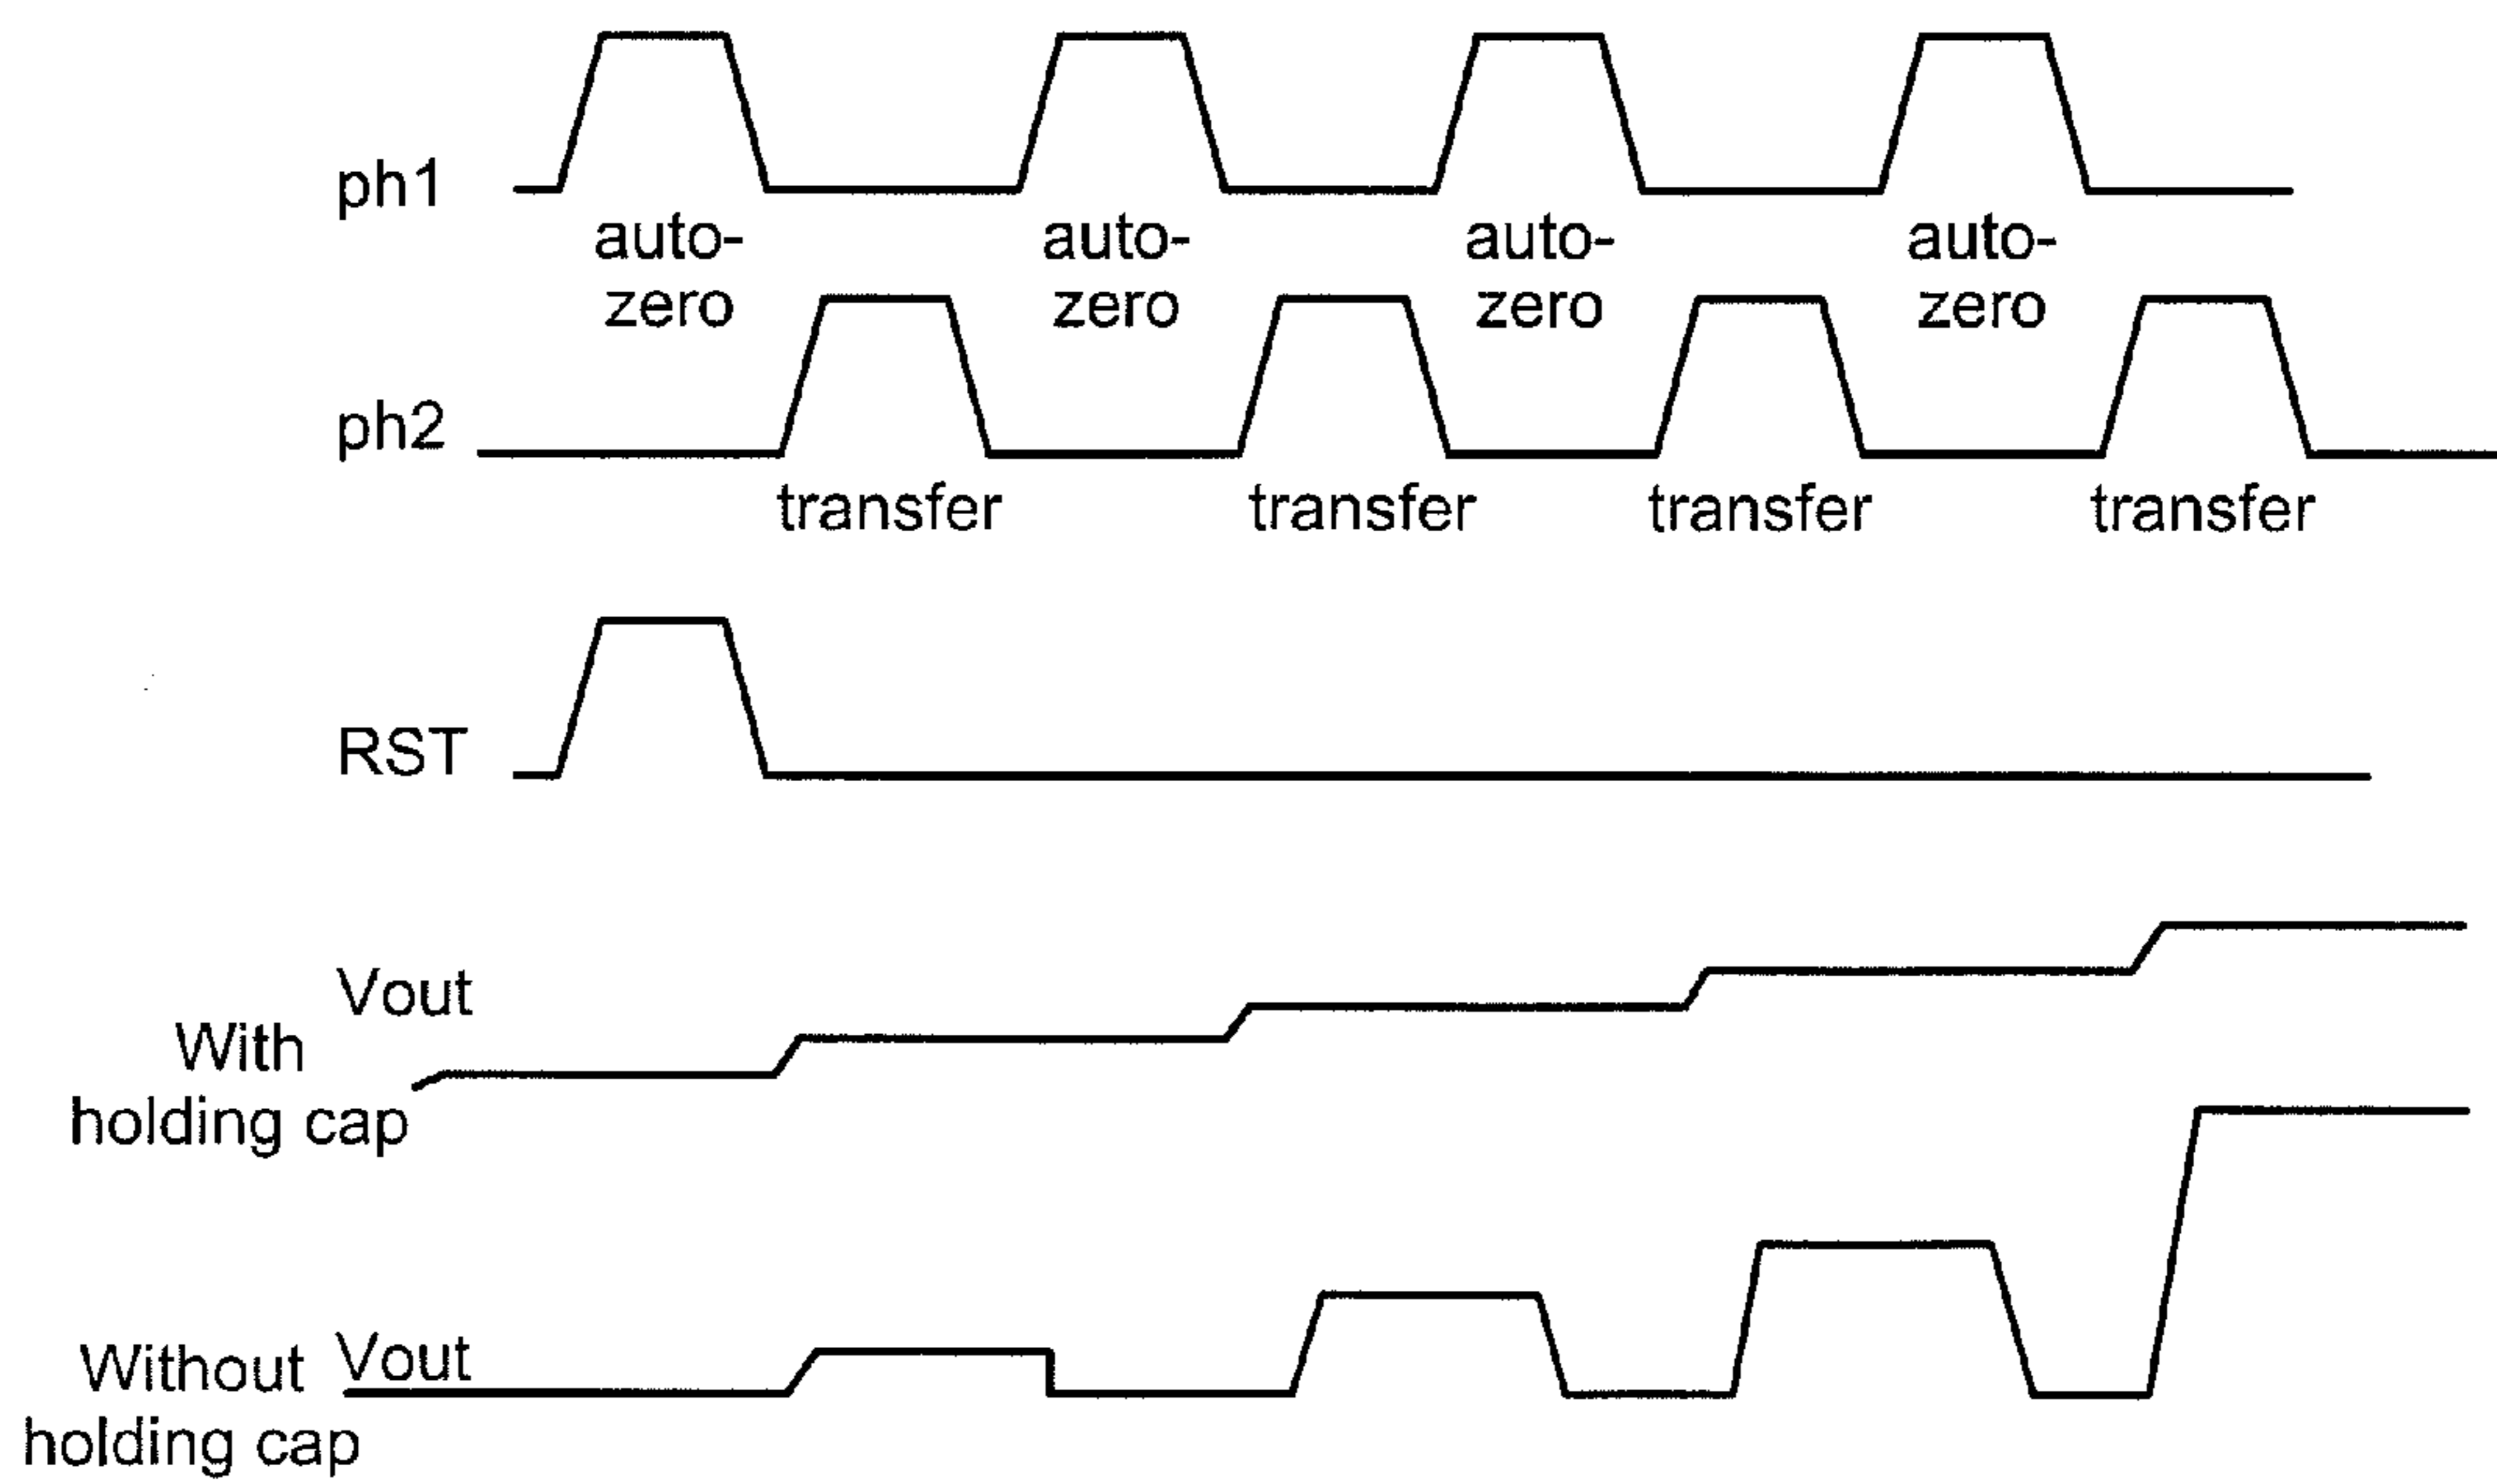 ph1
auto- auto- auto- auto-
zero zero zero zero
ph2
transfer transfer transfer transfer
RST
Vout
With
holding cap
Vout
Without
holding cap